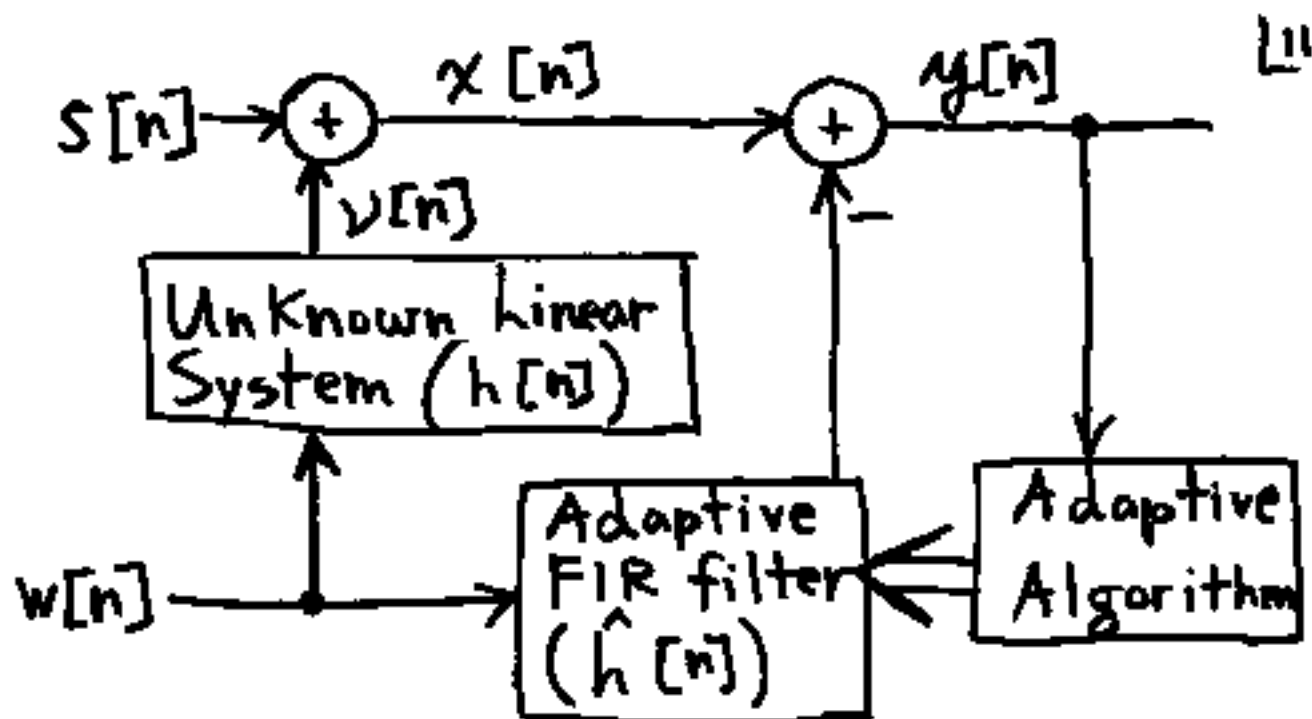 s[n]
+
x[n]
+
y[n]
ν[n]
−
Unknown Linear
System (h[n])
w[n]
Adaptive
FIR filter
(ĥ[n])
Adaptive
Algorithm